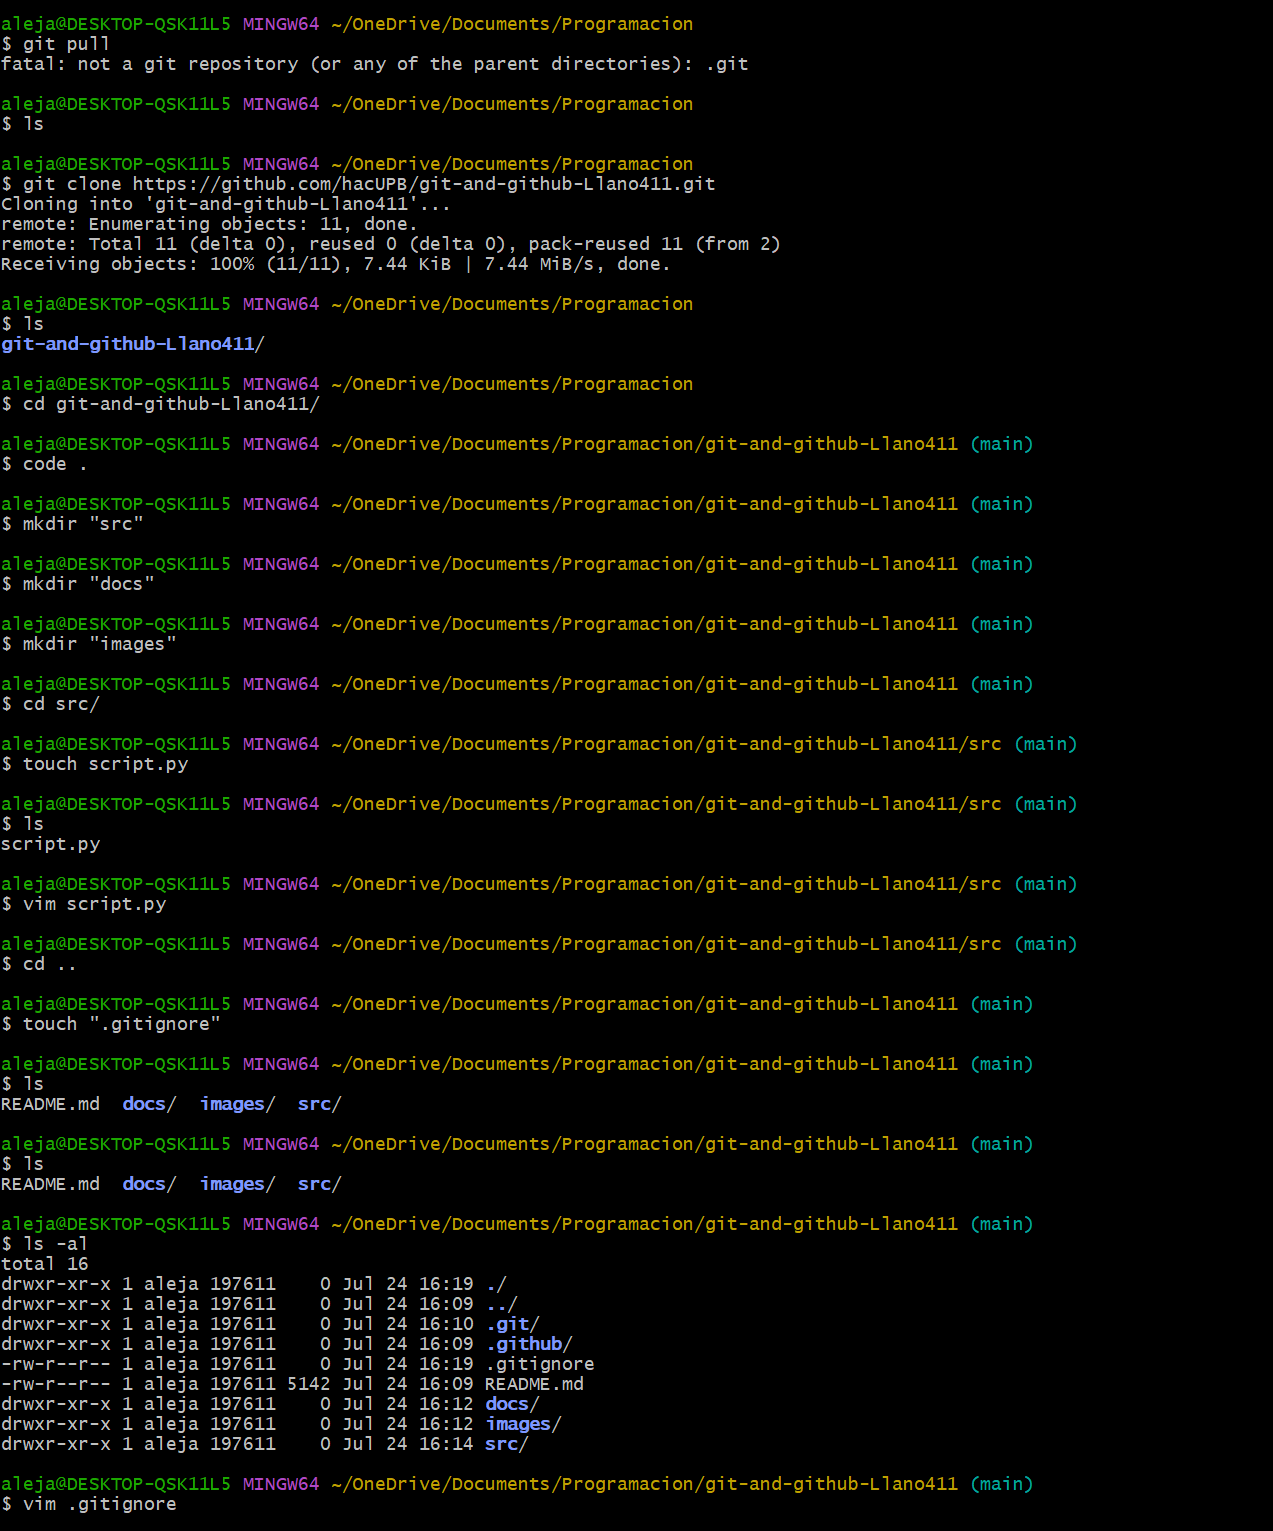 aleja@DESKTOP-QSK11L5 MINGW64 ~/OneDrive/Documents/Programacion
$ git pull
fatal: not a git repository (or any of the parent directories): .git
aleja@DESKTOP-QSK11L5 MINGW64 ~/OneDrive/Documents/Programacion
$ ls
aleja@DESKTOP-QSK11L5 MINGW64 ~/OneDrive/Documents/Programacion
$ git clone https://github.com/hacUPB/git-and-github-Llano411.git
Cloning into 'git-and-github-Llano411'...
remote: Enumerating objects: 11, done.
remote: Total 11 (delta 0), reused 0 (delta 0), pack-reused 11 (from 2)
Receiving objects: 100% (11/11), 7.44 KiB | 7.44 MiB/s, done.
aleja@DESKTOP-QSK11L5 MINGW64 ~/OneDrive/Documents/Programacion
$ ls
git-and-github-Llano411/
aleja@DESKTOP-QSK11L5 MINGW64 ~/OneDrive/Documents/Programacion
$ cd git-and-github-Llano411/
aleja@DESKTOP-QSK11L5 MINGW64 ~/OneDrive/Documents/Programacion/git-and-github-Llano411 (main)
$ code .
aleja@DESKTOP-QSK11L5 MINGW64 ~/OneDrive/Documents/Programacion/git-and-github-Llano411 (main)
$ mkdir "src"
aleja@DESKTOP-QSK11L5 MINGW64 ~/OneDrive/Documents/Programacion/git-and-github-Llano411 (main)
$ mkdir "docs"
aleja@DESKTOP-QSK11L5 MINGW64 ~/OneDrive/Documents/Programacion/git-and-github-Llano411 (main)
$ mkdir "images"
aleja@DESKTOP-QSK11L5 MINGW64 ~/OneDrive/Documents/Programacion/git-and-github-Llano411 (main)
$ cd src/
aleja@DESKTOP-QSK11L5 MINGW64 ~/OneDrive/Documents/Programacion/git-and-github-Llano411/src (main)
$ touch script.py
aleja@DESKTOP-QSK11L5 MINGW64 ~/OneDrive/Documents/Programacion/git-and-github-Llano411/src (main)
$ ls
script.py
aleja@DESKTOP-QSK11L5 MINGW64 ~/OneDrive/Documents/Programacion/git-and-github-Llano411/src (main)
$ vim script.py
aleja@DESKTOP-QSK11L5 MINGW64 ~/OneDrive/Documents/Programacion/git-and-github-Llano411/src (main)
$ cd ..
aleja@DESKTOP-QSK11L5 MINGW64 ~/OneDrive/Documents/Programacion/git-and-github-Llano411 (main)
$ touch ".gitignore"
aleja@DESKTOP-QSK11L5 MINGW64 ~/OneDrive/Documents/Programacion/git-and-github-Llano411 (main)
$ ls
README.md  docs/  images/  src/
aleja@DESKTOP-QSK11L5 MINGW64 ~/OneDrive/Documents/Programacion/git-and-github-Llano411 (main)
$ ls
README.md  docs/  images/  src/
aleja@DESKTOP-QSK11L5 MINGW64 ~/OneDrive/Documents/Programacion/git-and-github-Llano411 (main)
$ ls -al
total 16
drwxr-xr-x 1 aleja 197611    0 Jul 24 16:19 ./
drwxr-xr-x 1 aleja 197611    0 Jul 24 16:09 ../
drwxr-xr-x 1 aleja 197611    0 Jul 24 16:10 .git/
drwxr-xr-x 1 aleja 197611    0 Jul 24 16:09 .github/
-rw-r--r-- 1 aleja 197611    0 Jul 24 16:19 .gitignore
-rw-r--r-- 1 aleja 197611 5142 Jul 24 16:09 README.md
drwxr-xr-x 1 aleja 197611    0 Jul 24 16:12 docs/
drwxr-xr-x 1 aleja 197611    0 Jul 24 16:12 images/
drwxr-xr-x 1 aleja 197611    0 Jul 24 16:14 src/
aleja@DESKTOP-QSK11L5 MINGW64 ~/OneDrive/Documents/Programacion/git-and-github-Llano411 (main)
$ vim .gitignore